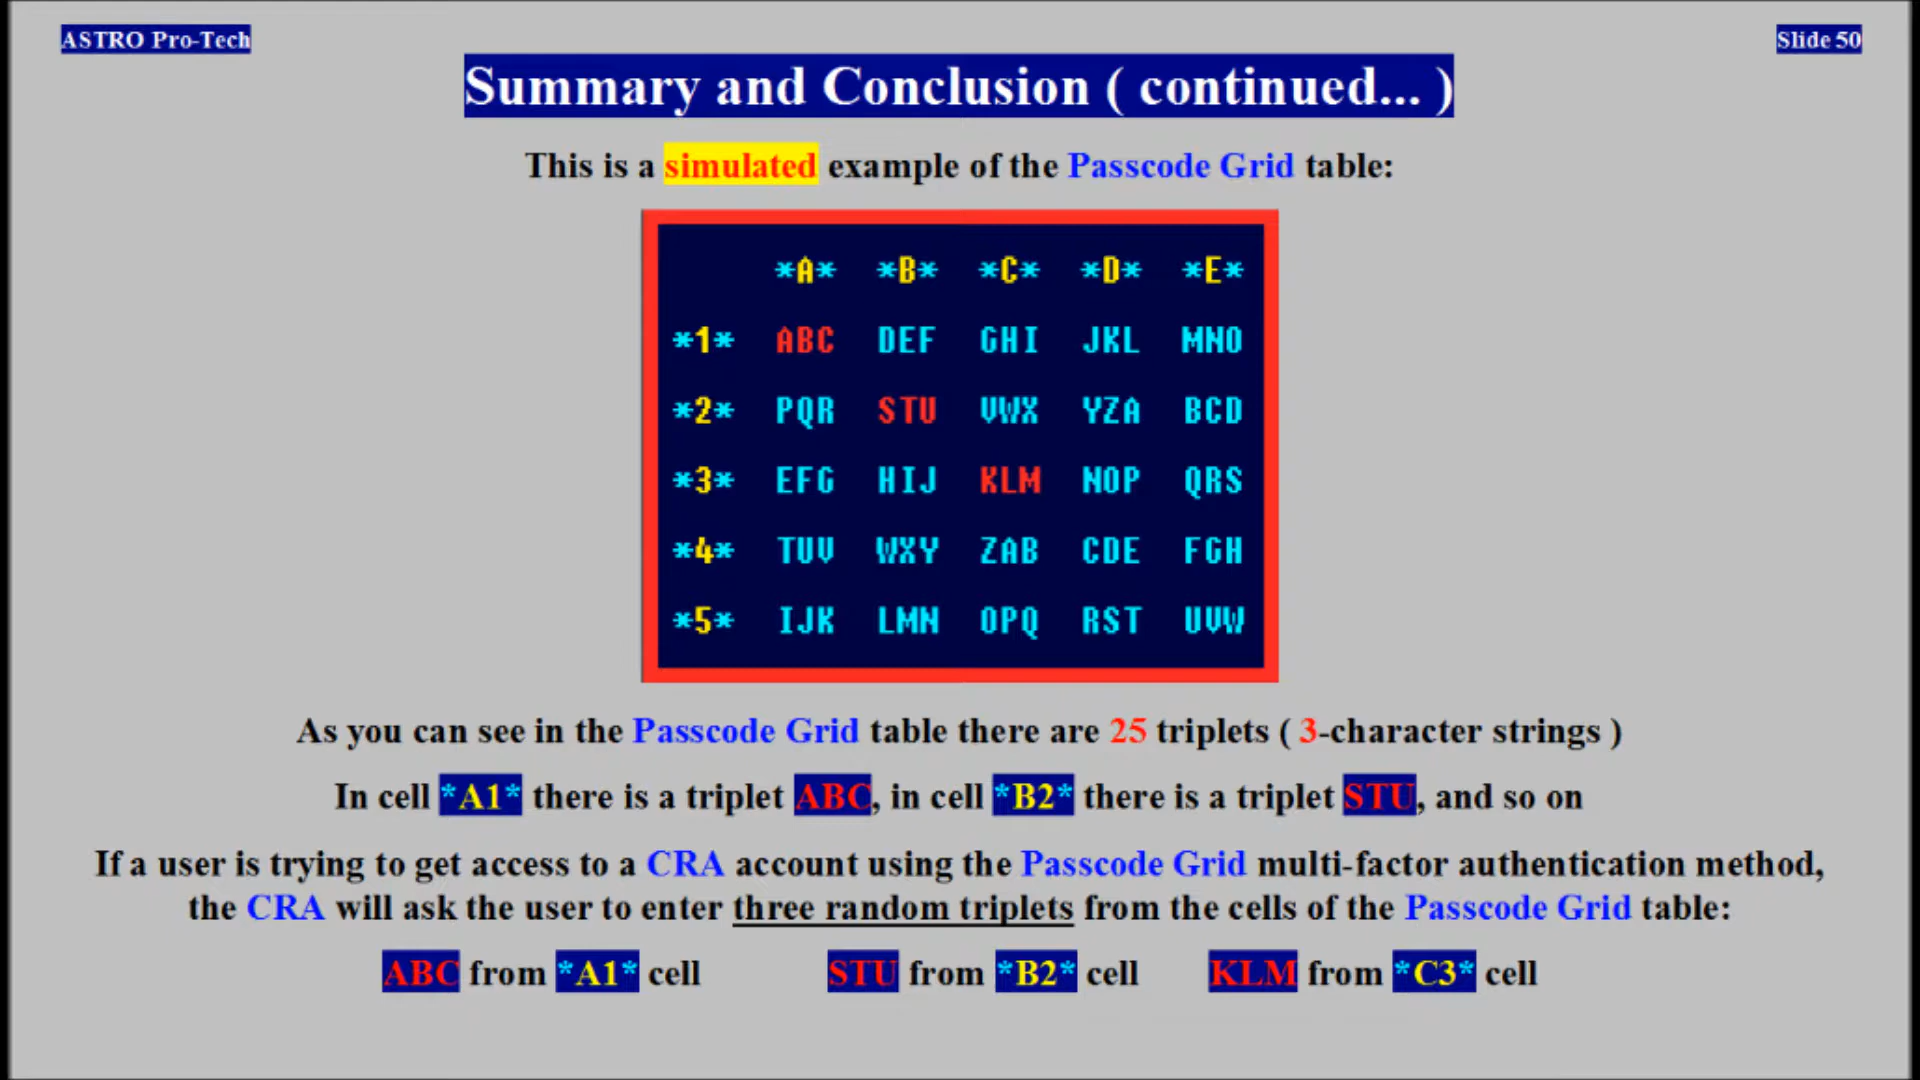 ASTRO Pro-Tech
Slide 50
Summary and Conclusion ( continued... )
This is a simulated example of the Passcode Grid table:
*A* *B* *C* *D* *E*
*1* ABC DEF GHI JKL MNO
*2* PQR STU VWX YZA BCD
*3* EFG HIJ KLM NOP QRS
*4* TUV WXY ZAB CDE FGH
*5* IJK LMN OPQ RST UVW
As you can see in the Passcode Grid table there are 25 triplets ( 3-character strings )
In cell *A1* there is a triplet ABC, in cell *B2* there is a triplet STU, and so on
If a user is trying to get access to a CRA account using the Passcode Grid multi-factor authentication method,
the CRA will ask the user to enter three random triplets from the cells of the Passcode Grid table:
ABC from *A1* cell STU from *B2* cell KLM from *C3* cell